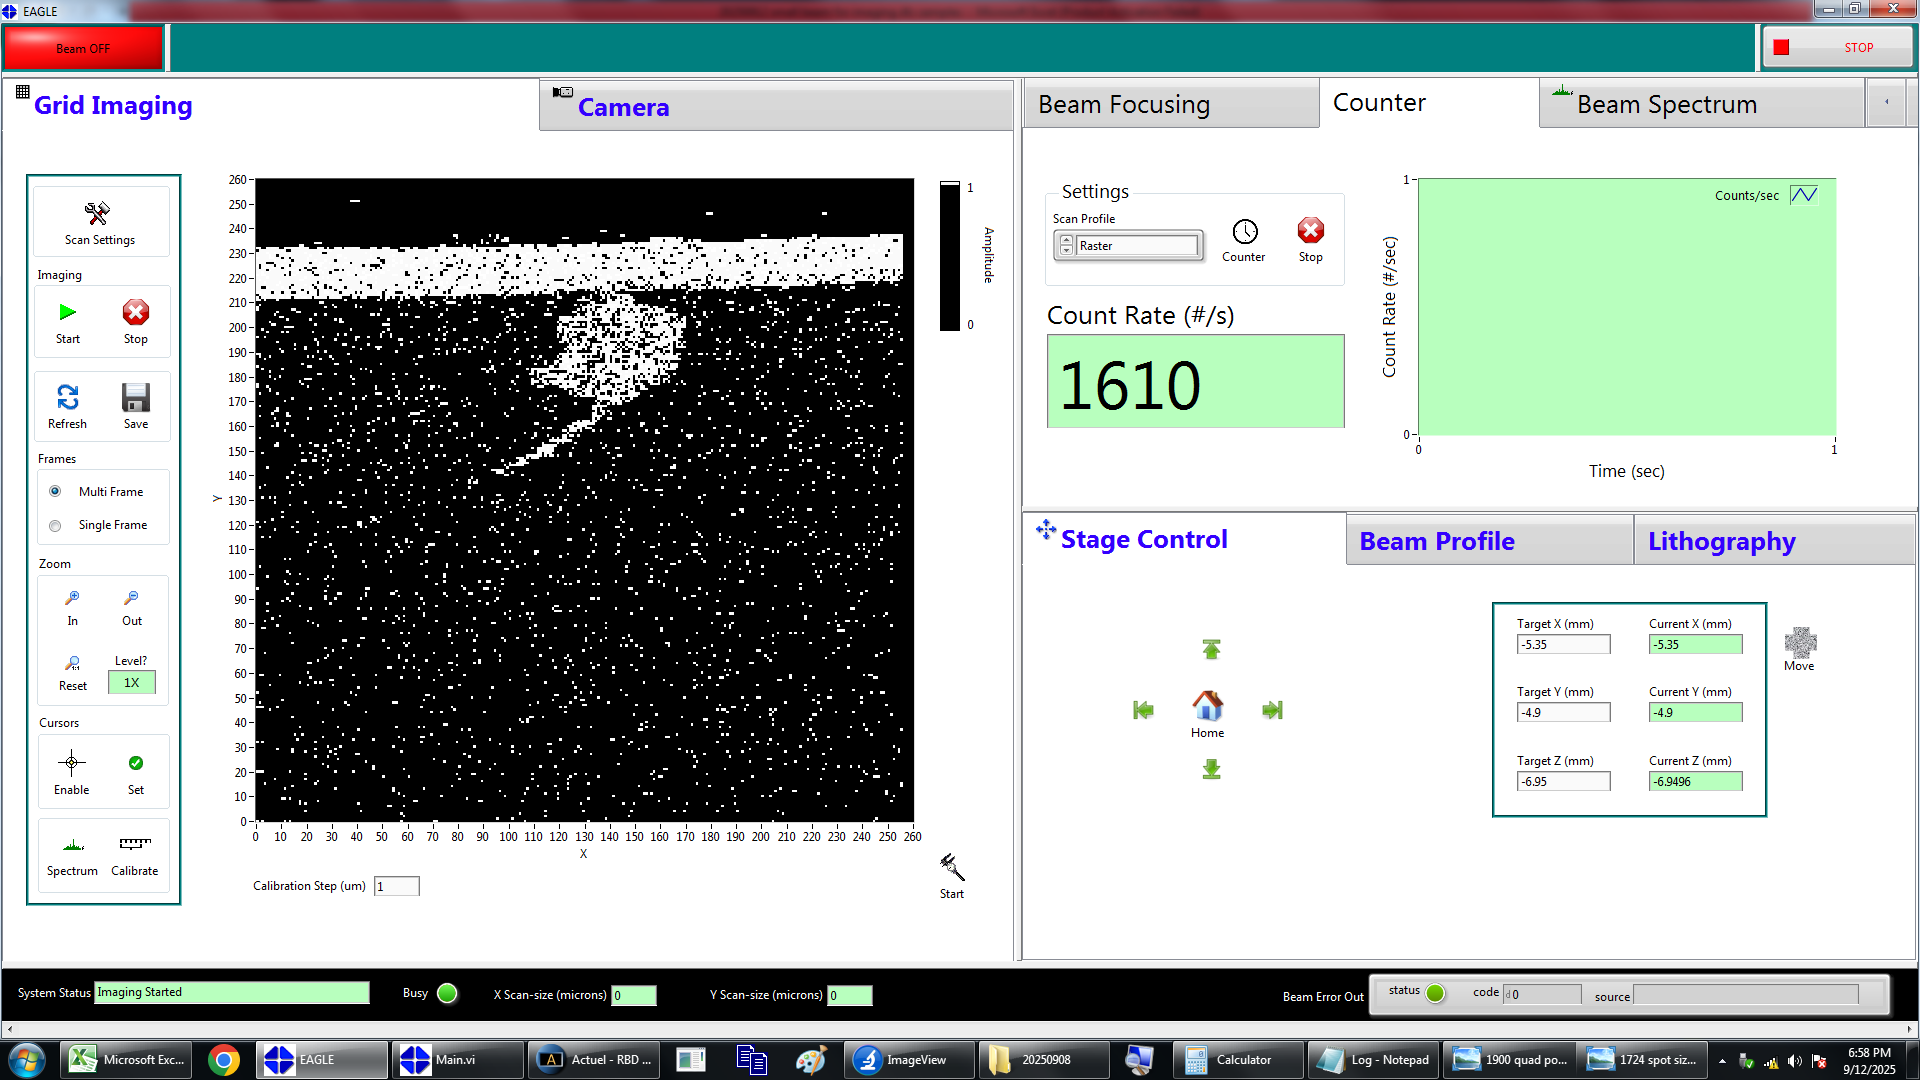 EAGLE
Beam OFF
STOP
Grid Imaging
Camera
Beam Focusing
Counter
Beam Spectrum
Scan Settings
Imaging
Start
Stop
Refresh
Save
Frames
Multi Frame
Single Frame
Zoom
In
Out
Reset
Level?
1X
Cursors
Enable
Set
Spectrum
Calibrate
260
250
240
230
220
210
200
190
180
170
160
150
140
130
120
110
100
90
80
70
60
50
40
30
20
10
0
Y
0 10 20 30 40 50 60 70 80 90 100 110 120 130 140 150 160 170 180 190 200 210 220 230 240 250 260
X
1
0
Amplitude
Calibration Step (um) 1
Start
Settings
Scan Profile
Raster
Counter
Stop
Count Rate (#/s)
1610
Counts/sec
Count Rate (#/sec)
1
0
0 1
Time (sec)
Stage Control
Beam Profile
Lithography
Home
Target X (mm)
-5.35
Current X (mm)
-5.35
Target Y (mm)
-4.9
Current Y (mm)
-4.9
Target Z (mm)
-6.95
Current Z (mm)
-6.9496
Move
System Status Imaging Started
Busy
X Scan-size (microns) 0
Y Scan-size (microns) 0
Beam Error Out
status
code d 0
source
Microsoft Exc...
EAGLE
Main.vi
Actuel - RBD ...
ImageView
20250908
Calculator
Log - Notepad
1900 quad po...
1724 spot siz...
6:58 PM
9/12/2025